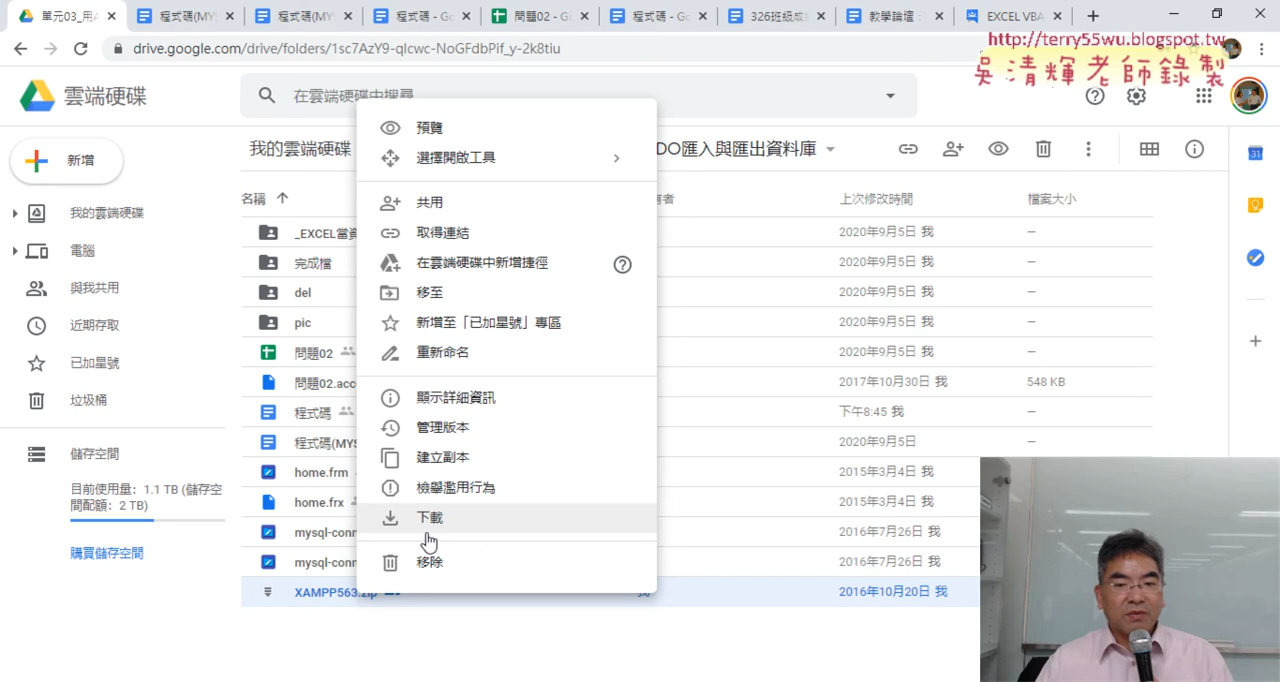 單元03_用A
程式碼(MY
程式碼(MY
程式碼 - Go
問題02 - G
程式碼 - Go
326班級成
教學論壇
EXCEL VBA
drive.google.com/drive/folders/1sc7AzY9-qIcwc-NoGFdbPif_y-2k8tiu
http://terry55wu.blogspot.tw
吳清輝老師錄製
雲端硬碟
在雲端硬碟中搜尋
新增
我的雲端硬碟
DO匯入與匯出資料庫
名稱
有者
上次修改時間
檔案大小
我的雲端硬碟
電腦
與我共用
近期存取
已加星號
垃圾桶
儲存空間
目前使用量：1.1 TB (儲存空
間配額：2 TB)
購買儲存空間
預覽
選擇開啟工具
共用
取得連結
在雲端硬碟中新增捷徑
移至
新增至「已加星號」專區
重新命名
顯示詳細資訊
管理版本
建立副本
檢舉濫用行為
下載
移除
_EXCEL當資 2020年9月5日 我 —
完成檔 2020年9月5日 我 —
del 2020年9月5日 我 —
pic 2020年9月5日 我 —
問題02 2020年9月5日 我 —
問題02.acc 2017年10月30日 我 548 KB
程式碼 下午8:45 我 —
程式碼(MYS 2020年9月5日 —
home.frm 2015年3月4日 我
home.frx 2015年3月4日 我
mysql-conn 2016年7月26日 我
mysql-conn 2016年7月26日 我
XAMPP563.zip 我 2016年10月20日 我
31